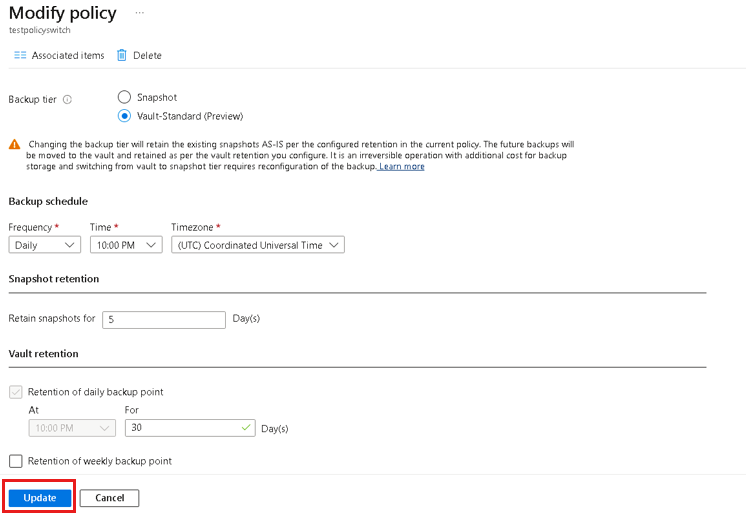 Modify policy ...
testpolicyswitch
Associated items Delete
Backup tier Snapshot
Vault-Standard (Preview)
Changing the backup tier will retain the existing snapshots AS-IS per the configured retention in the current policy. The future backups will
be moved to the vault and retained as per the vault retention you configure. It is an irreversible operation with additional cost for backup
storage and switching from vault to snapshot tier requires reconfiguration of the backup. Learn more
Backup schedule
Frequency * Time * Timezone *
Daily 10:00 PM (UTC) Coordinated Universal Time
Snapshot retention
Retain snapshots for 5 Day(s)
Vault retention
Retention of daily backup point
At For
10:00 PM 30 Day(s)
Retention of weekly backup point
Update Cancel